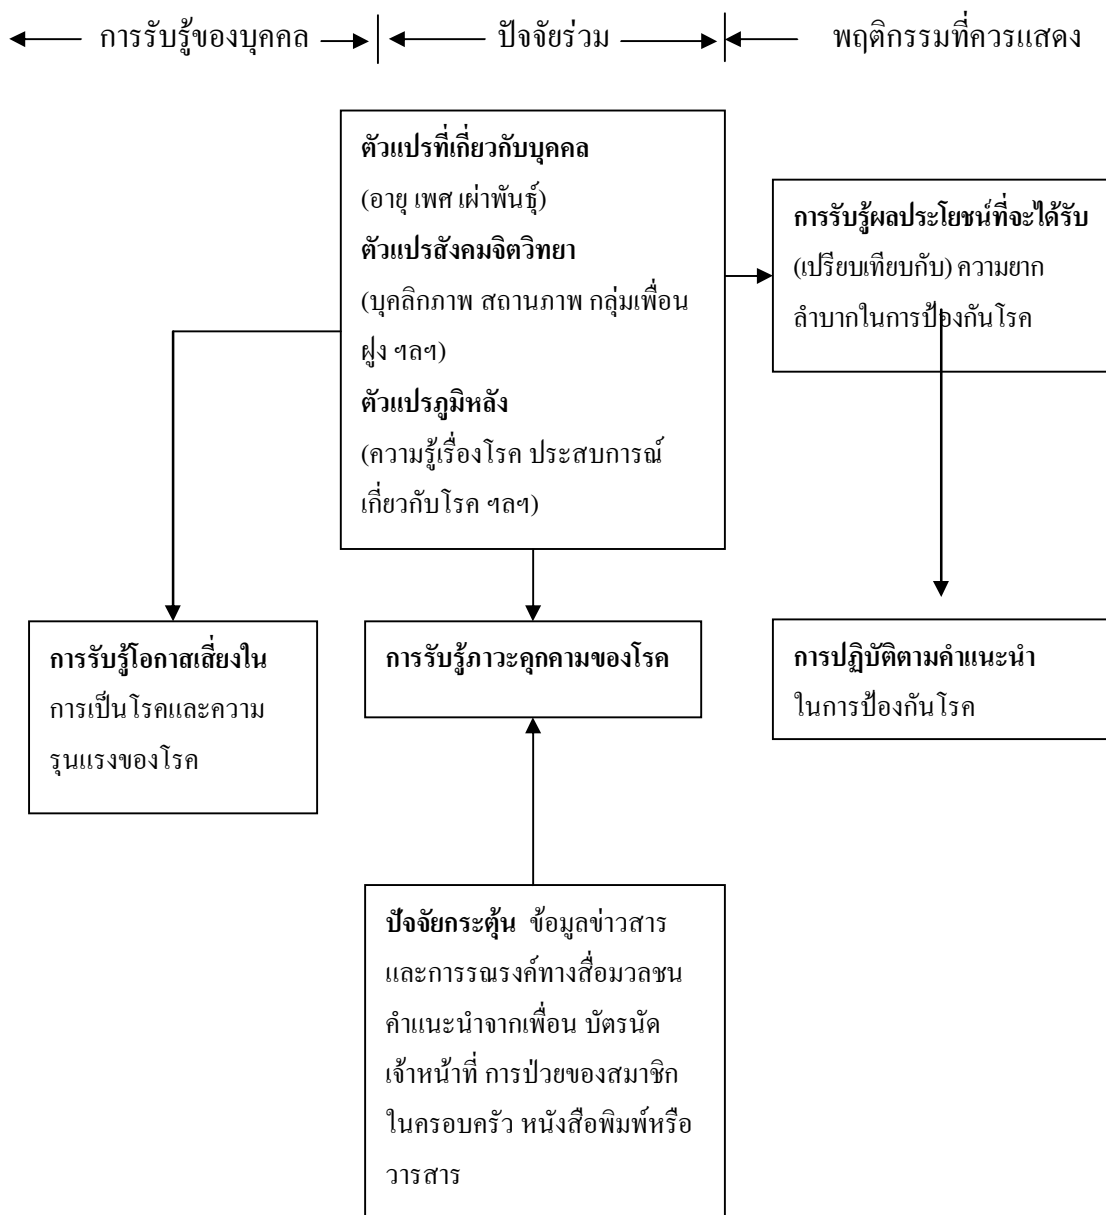 การรับรู้ของบุคคล
ปัจจัยร่วม
พฤติกรรมที่ควรแสดง
ตัวแปรที่เกี่ยวกับบุคคล
(อายุ เพศ เผ่าพันธุ์)
ตัวแปรสังคมจิตวิทยา
(บุคลิกภาพ สถานภาพ กลุ่มเพื่อน
ฝูง ฯลฯ)
ตัวแปรภูมิหลัง
(ความรู้เรื่องโรค ประสบการณ์
เกี่ยวกับโรค ฯลฯ)
การรับรู้ผลประโยชน์ที่จะได้รับ
(เปรียบเทียบกับ) ความยาก
ลำบากในการป้องกันโรค
การรับรู้โอกาสเสี่ยงใน
การเป็นโรคและความ
รุนแรงของโรค
การรับรู้ภาวะคุกคามของโรค
การปฏิบัติตามคำแนะนำ
ในการป้องกันโรค
ปัจจัยกระตุ้น ข้อมูลข่าวสาร
และการรณรงค์ทางสื่อมวลชน
คำแนะนำจากเพื่อน บัตรนัด
เจ้าหน้าที่ การป่วยของสมาชิก
ในครอบครัว หนังสือพิมพ์หรือ
วารสาร